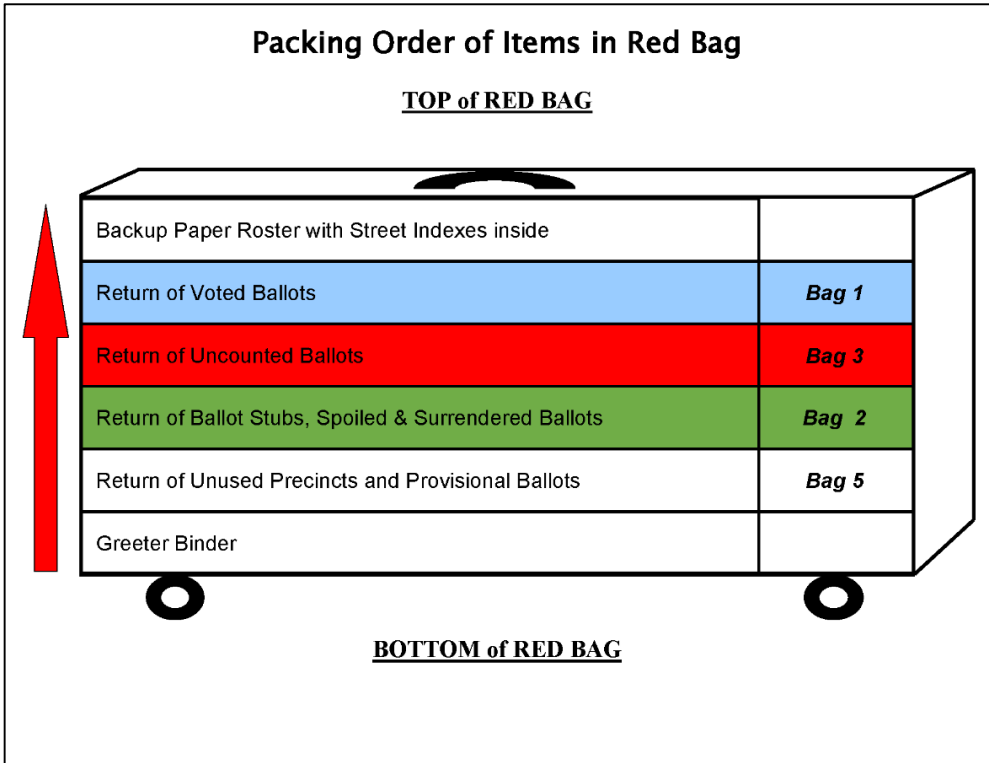 Packing Order of Items in Red Bag
TOP of RED BAG
Backup Paper Roster with Street Indexes inside
Return of Voted Ballots Bag 1
Return of Uncounted Ballots Bag 3
Return of Ballot Stubs, Spoiled & Surrendered Ballots Bag 2
Return of Unused Precincts and Provisional Ballots Bag 5
Greeter Binder
BOTTOM of RED BAG